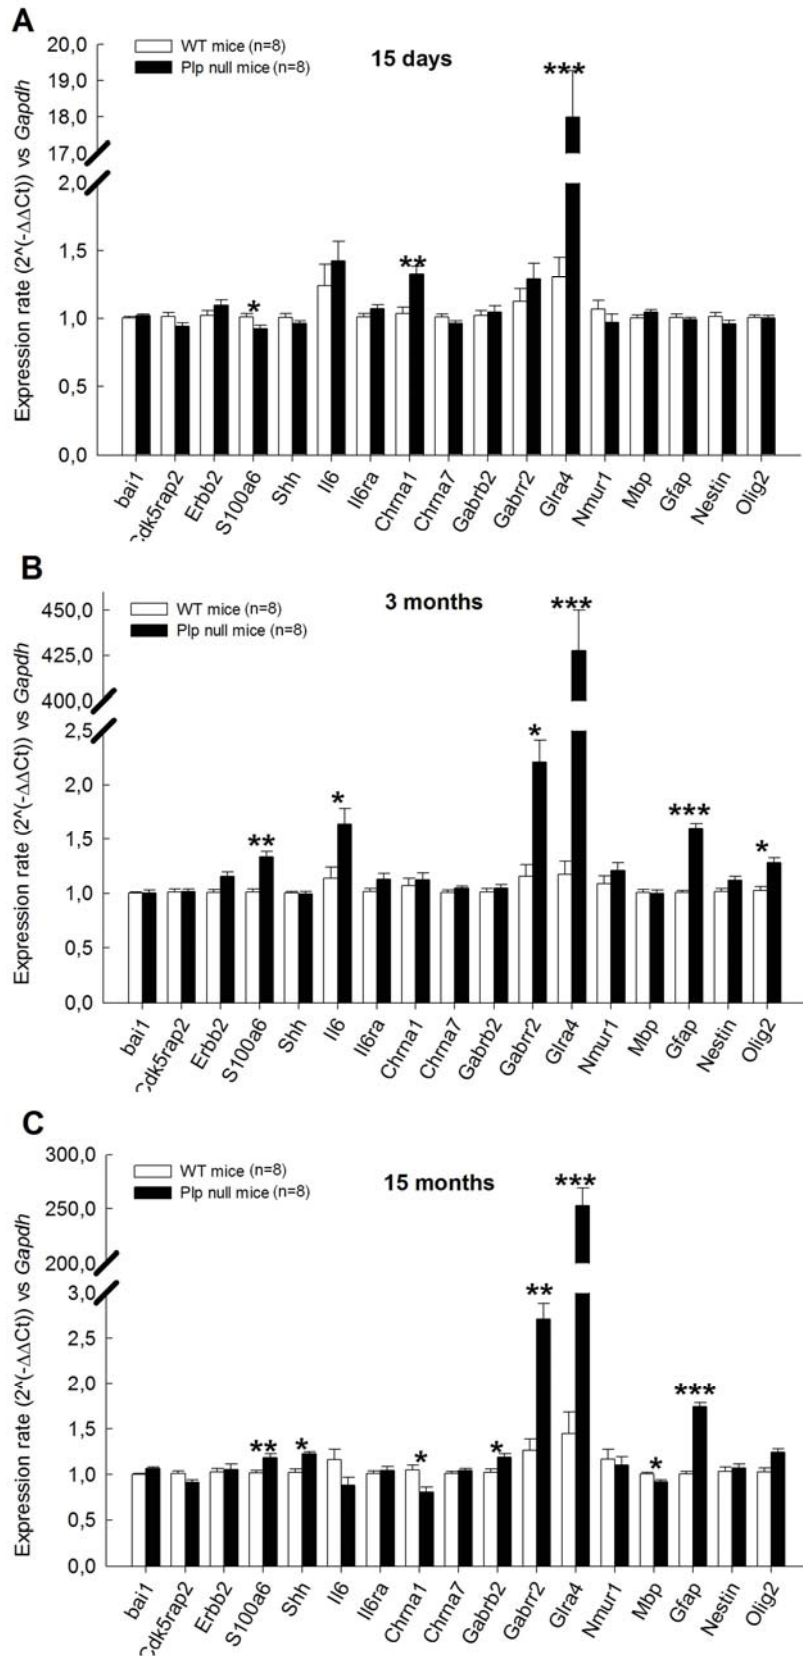 A
Expression rate (2^(-ΔΔCt)) vs Gapdh
WT mice (n=8)
Plp null mice (n=8)
15 days
20,0
19,0
18,0
17,0
2,0
1,5
1,0
0,5
0,0
*
**
***
bai1
Cdk5rap2
Erbb2
S100a6
Shh
Il6
Il6ra
Chrna1
Chrna7
Gabrb2
Gabrr2
Glra4
Nmur1
Mbp
Gfap
Nestin
Olig2
B
Expression rate (2^(-ΔΔCt)) vs Gapdh
WT mice (n=8)
Plp null mice (n=8)
3 months
450,0
425,0
400,0
2,5
2,0
1,5
1,0
0,5
0,0
**
*
*
***
***
*
bai1
Cdk5rap2
Erbb2
S100a6
Shh
Il6
Il6ra
Chrna1
Chrna7
Gabrb2
Gabrr2
Glra4
Nmur1
Mbp
Gfap
Nestin
Olig2
C
Expression rate (2^(-ΔΔCt)) vs Gapdh
WT mice (n=8)
Plp null mice (n=8)
15 months
300,0
250,0
200,0
3,0
2,5
2,0
1,5
1,0
0,5
0,0
**
*
*
*
**
***
*
***
bai1
Cdk5rap2
Erbb2
S100a6
Shh
Il6
Il6ra
Chrna1
Chrna7
Gabrb2
Gabrr2
Glra4
Nmur1
Mbp
Gfap
Nestin
Olig2